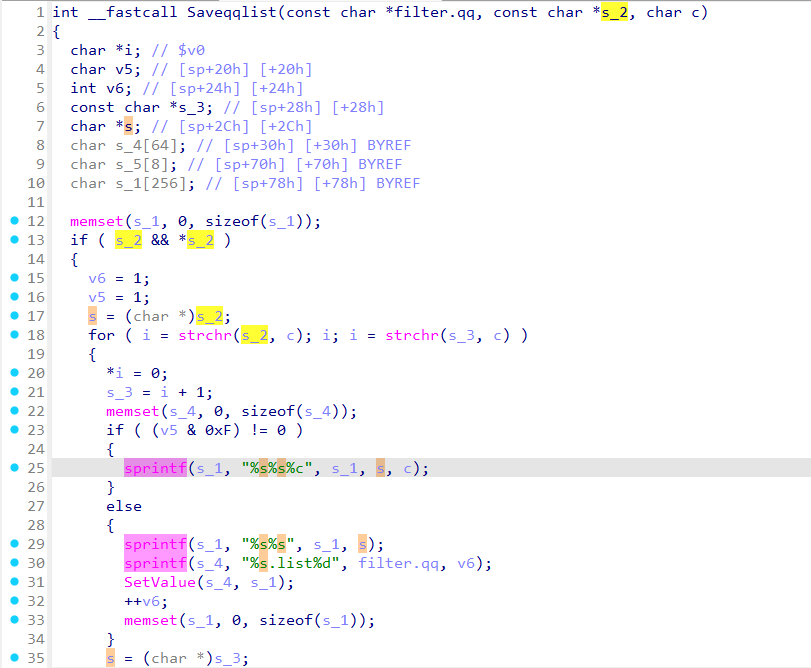 1 int __fastcall Saveqqlist(const char *filter.qq, const char *s_2, char c)
2 {
3 char *i; // $v0
4 char v5; // [sp+20h] [+20h]
5 int v6; // [sp+24h] [+24h]
6 const char *s_3; // [sp+28h] [+28h]
7 char *s; // [sp+2Ch] [+2Ch]
8 char s_4[64]; // [sp+30h] [+30h] BYREF
9 char s_5[8]; // [sp+70h] [+70h] BYREF
10 char s_1[256]; // [sp+78h] [+78h] BYREF
11
12 memset(s_1, 0, sizeof(s_1));
13 if ( s_2 && *s_2 )
14 {
15 v6 = 1;
16 v5 = 1;
17 s = (char *)s_2;
18 for ( i = strchr(s_2, c); i; i = strchr(s_3, c) )
19 {
20 *i = 0;
21 s_3 = i + 1;
22 memset(s_4, 0, sizeof(s_4));
23 if ( (v5 & 0xF) != 0 )
24 {
25 sprintf(s_1, "%s%s%c", s_1, s, c);
26 }
27 else
28 {
29 sprintf(s_1, "%s%s", s_1, s);
30 sprintf(s_4, "%s.list%d", filter.qq, v6);
31 SetValue(s_4, s_1);
32 ++v6;
33 memset(s_1, 0, sizeof(s_1));
34 }
35 s = (char *)s_3;